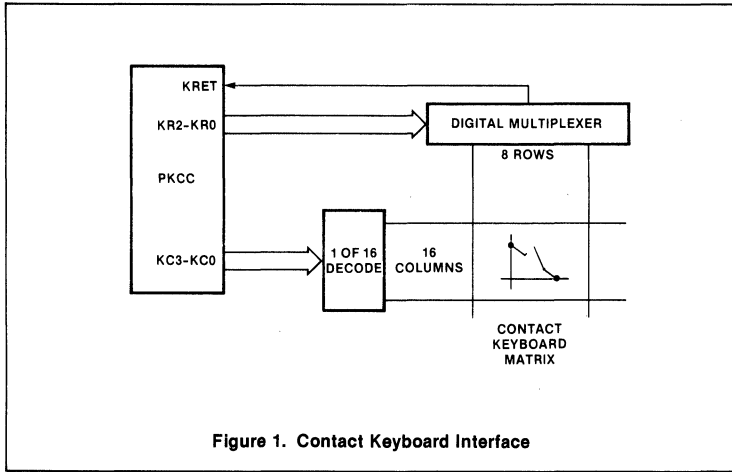 KRET
KR2-KR0
DIGITAL MULTIPLEXER
8 ROWS
PKCC
KC3-KC0
1 OF 16
DECODE
16
COLUMNS
CONTACT
KEYBOARD
MATRIX
Figure 1. Contact Keyboard Interface